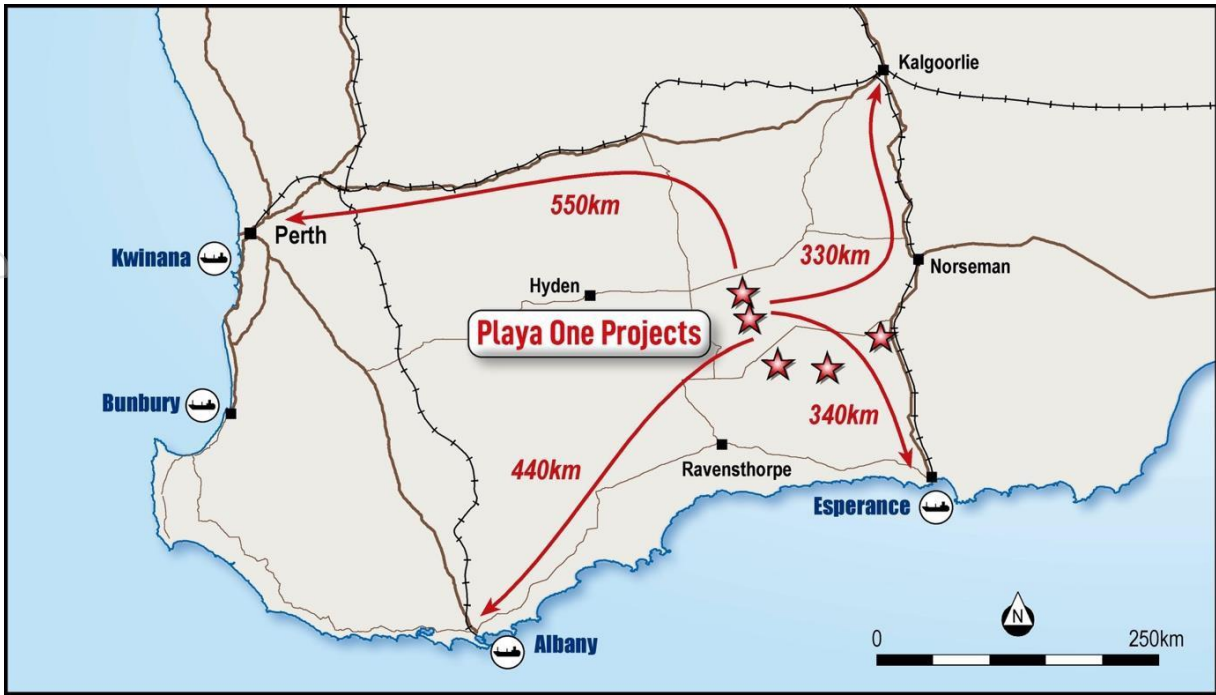 Kalgoorlie
550km
Perth
Kwinana
330km
Norseman
Hyden
Playa One Projects
Bunbury
340km
440km
Ravensthorpe
Esperance
Albany
N
0 250km